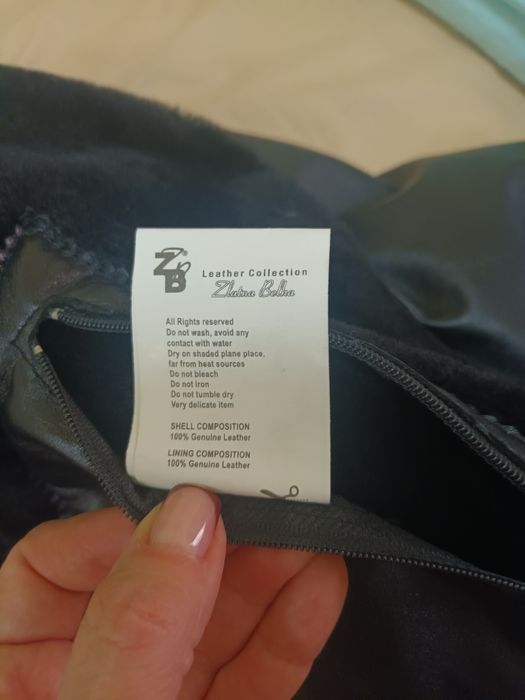 ZB
Leather Collection
Zlatna Belna
All Rights reserved
Do not wash, avoid any
contact with water
Dry on shaded plane place,
far from heat sources
Do not bleach
Do not iron
Do not tumble dry
Very delicate item
SHELL COMPOSITION
100% Genuine Leather
LINING COMPOSITION
100% Genuine Leather